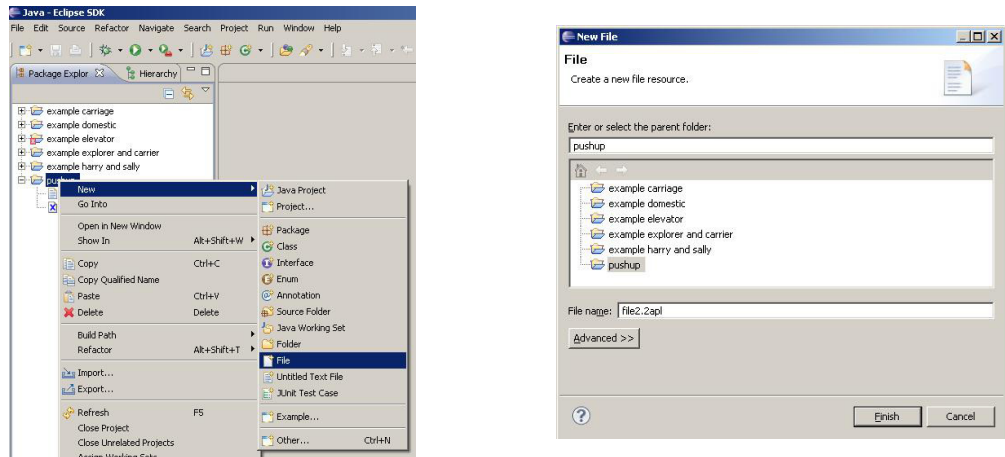 Java - Eclipse SDK
File Edit Source Refactor Navigate Search Project Run Window Help
Package Explor Hierarchy
example carriage
example domestic
example elevator
example explorer and carrier
example harry and sally
New
Go Into
Open in New Window
Show In Alt+Shift+W
Copy Ctrl+C
Copy Qualified Name
Paste Ctrl+V
Delete Delete
Build Path
Refactor Alt+Shift+T
Import...
Export...
Refresh F5
Close Project
Close Unrelated Projects
Assign Working Sets
Java Project
Project...
Package
Class
Interface
Enum
Annotation
Source Folder
Java Working Set
Folder
File
Untitled Text File
JUnit Test Case
Example...
Other... Ctrl+N
New File
File
Create a new file resource.
Enter or select the parent folder:
pushup
example carriage
example domestic
example elevator
example explorer and carrier
example harry and sally
pushup
File name: file2.2apl
Advanced >>
Finish Cancel